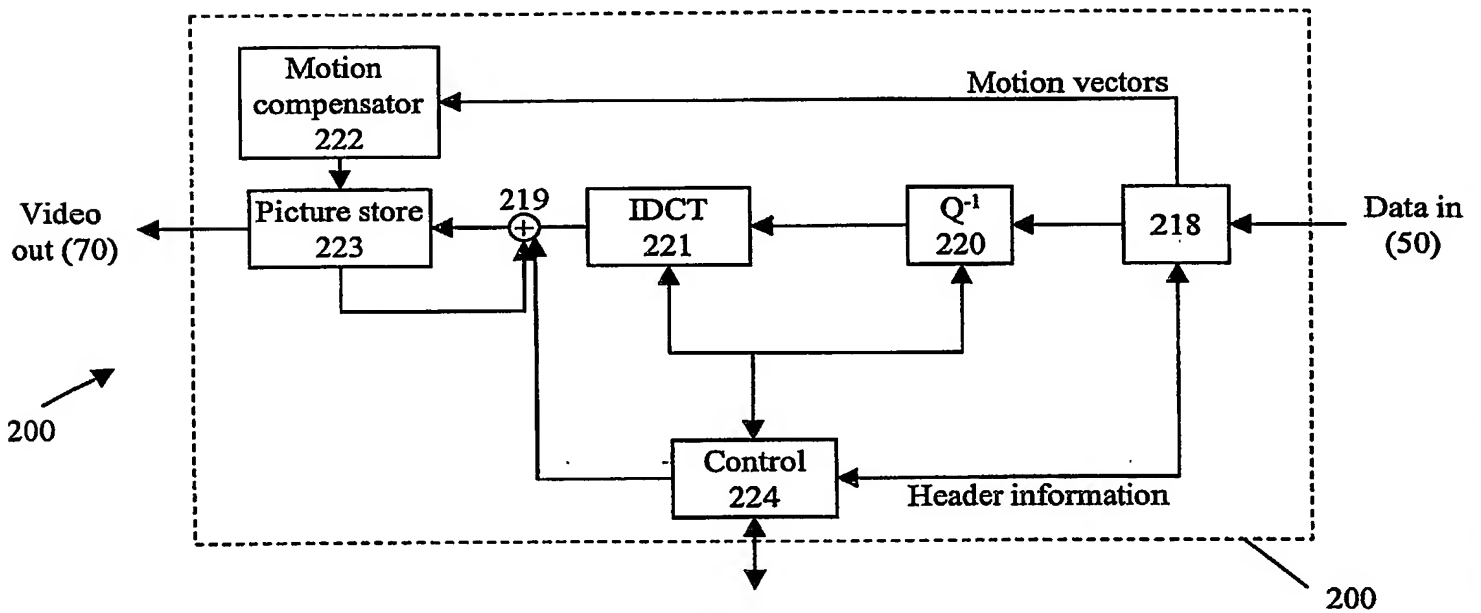 Motion
compensator
222
Motion vectors
Video
out (70)
Picture store
223
219
IDCT
221
Q⁻¹
220
218
Data in
(50)
200
Control
224
Header information
200